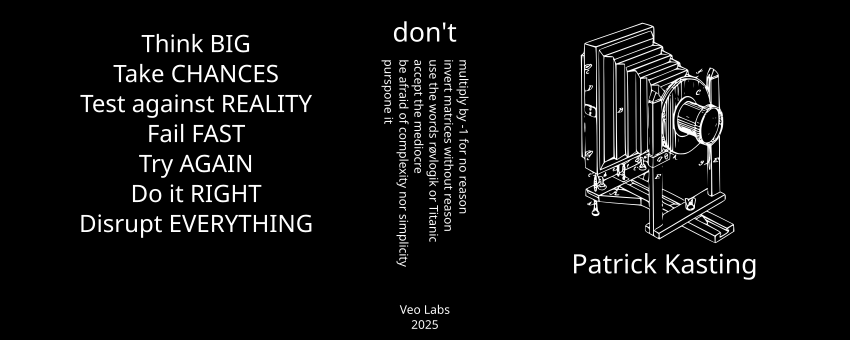 Think BIG
Take CHANCES
Test against REALITY
Fail FAST
Try AGAIN
Do it RIGHT
Disrupt EVERYTHING
don't
multiply by -1 for no reason
invert matrices without reason
use the words røvlogik or Titanic
accept the mediocre
be afraid of complexity nor simplicity
purspone it
Veo Labs
2025
Patrick Kasting